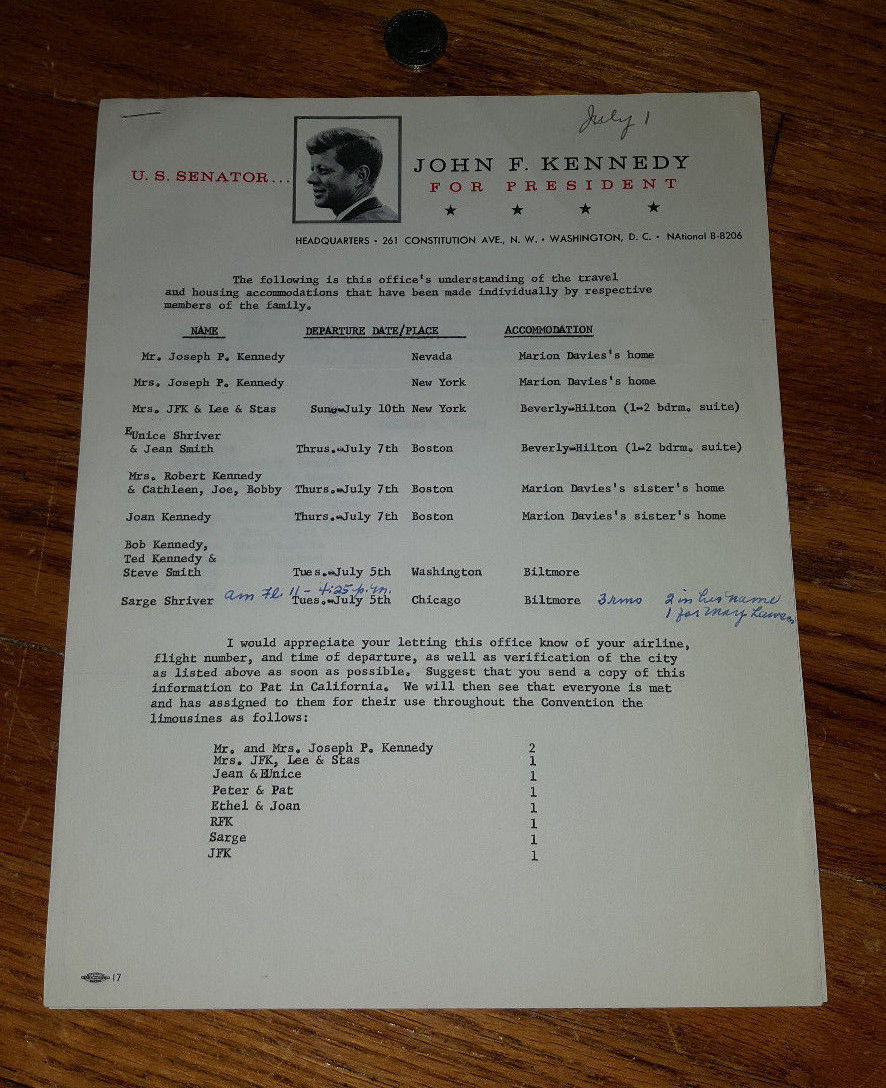 July 1
U. S. SENATOR...
JOHN F. KENNEDY
FOR PRESIDENT
★ ★ ★ ★
HEADQUARTERS • 261 CONSTITUTION AVE., N. W. • WASHINGTON, D. C. • NAtional 8-8206
The following is this office's understanding of the travel
and housing accommodations that have been made individually by respective
members of the family.
NAME DEPARTURE DATE/PLACE ACCOMMODATION
Mr. Joseph P. Kennedy Nevada Marion Davies's home
Mrs. Joseph P. Kennedy New York Marion Davies's home
Mrs. JFK & Lee & Stas Sun.-July 10th New York Beverly-Hilton (1-2 bdrm. suite)
EUnice Shriver
& Jean Smith Thrus.-July 7th Boston Beverly-Hilton (1-2 bdrm. suite)
Mrs. Robert Kennedy
& Cathleen, Joe, Bobby Thurs.-July 7th Boston Marion Davies's sister's home
Joan Kennedy Thurs.-July 7th Boston Marion Davies's sister's home
Bob Kennedy,
Ted Kennedy &
Steve Smith Tues.-July 5th Washington Biltmore
am Fl. 11 - 4:25 p.m.
Sarge Shriver Tues.-July 5th Chicago Biltmore 3 rms 2 in his name
1 for Mary
I would appreciate your letting this office know of your airline,
flight number, and time of departure, as well as verification of the city
as listed above as soon as possible. Suggest that you send a copy of this
information to Pat in California. We will then see that everyone is met
and has assigned to them for their use throughout the Convention the
limousines as follows:
Mr. and Mrs. Joseph P. Kennedy 2
Mrs. JFK, Lee & Stas 1
Jean & EUnice 1
Peter & Pat 1
Ethel & Joan 1
RFK 1
Sarge 1
JFK 1
17